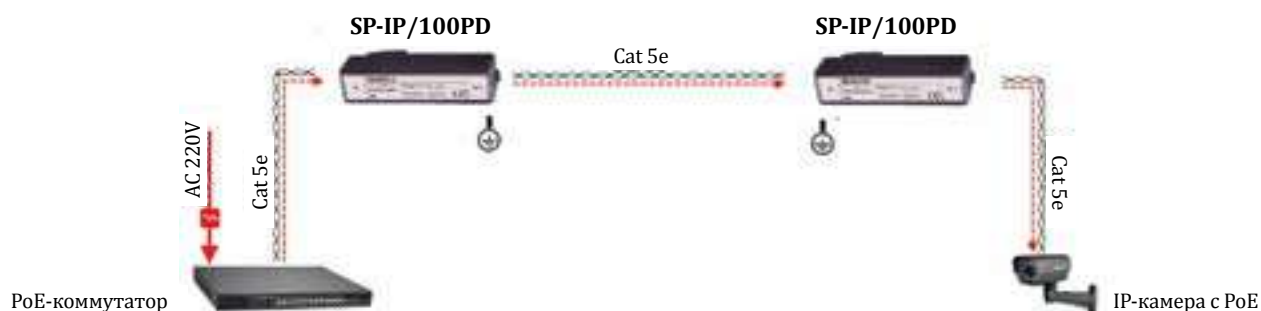 SP-IP/100PD
SP-IP/100PD
Cat 5e
AC 220V
Cat 5e
Cat 5e
PoE-коммутатор
IP-камера с PoE